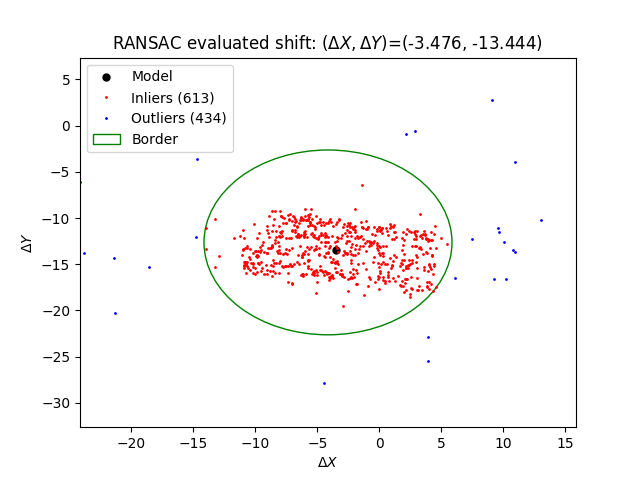 RANSAC evaluated shift: (ΔX, ΔY)=(-3.476, -13.444)
Model
Inliers (613)
Outliers (434)
Border
5
0
−5
−10
−15
−20
−25
−30
ΔY
−20 −15 −10 −5 0 5 10 15
ΔX